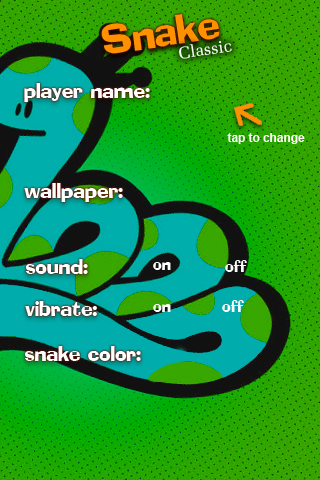 Snake
Classic
player name:
tap to change
wallpaper:
sound: on off
vibrate: on off
snake color: